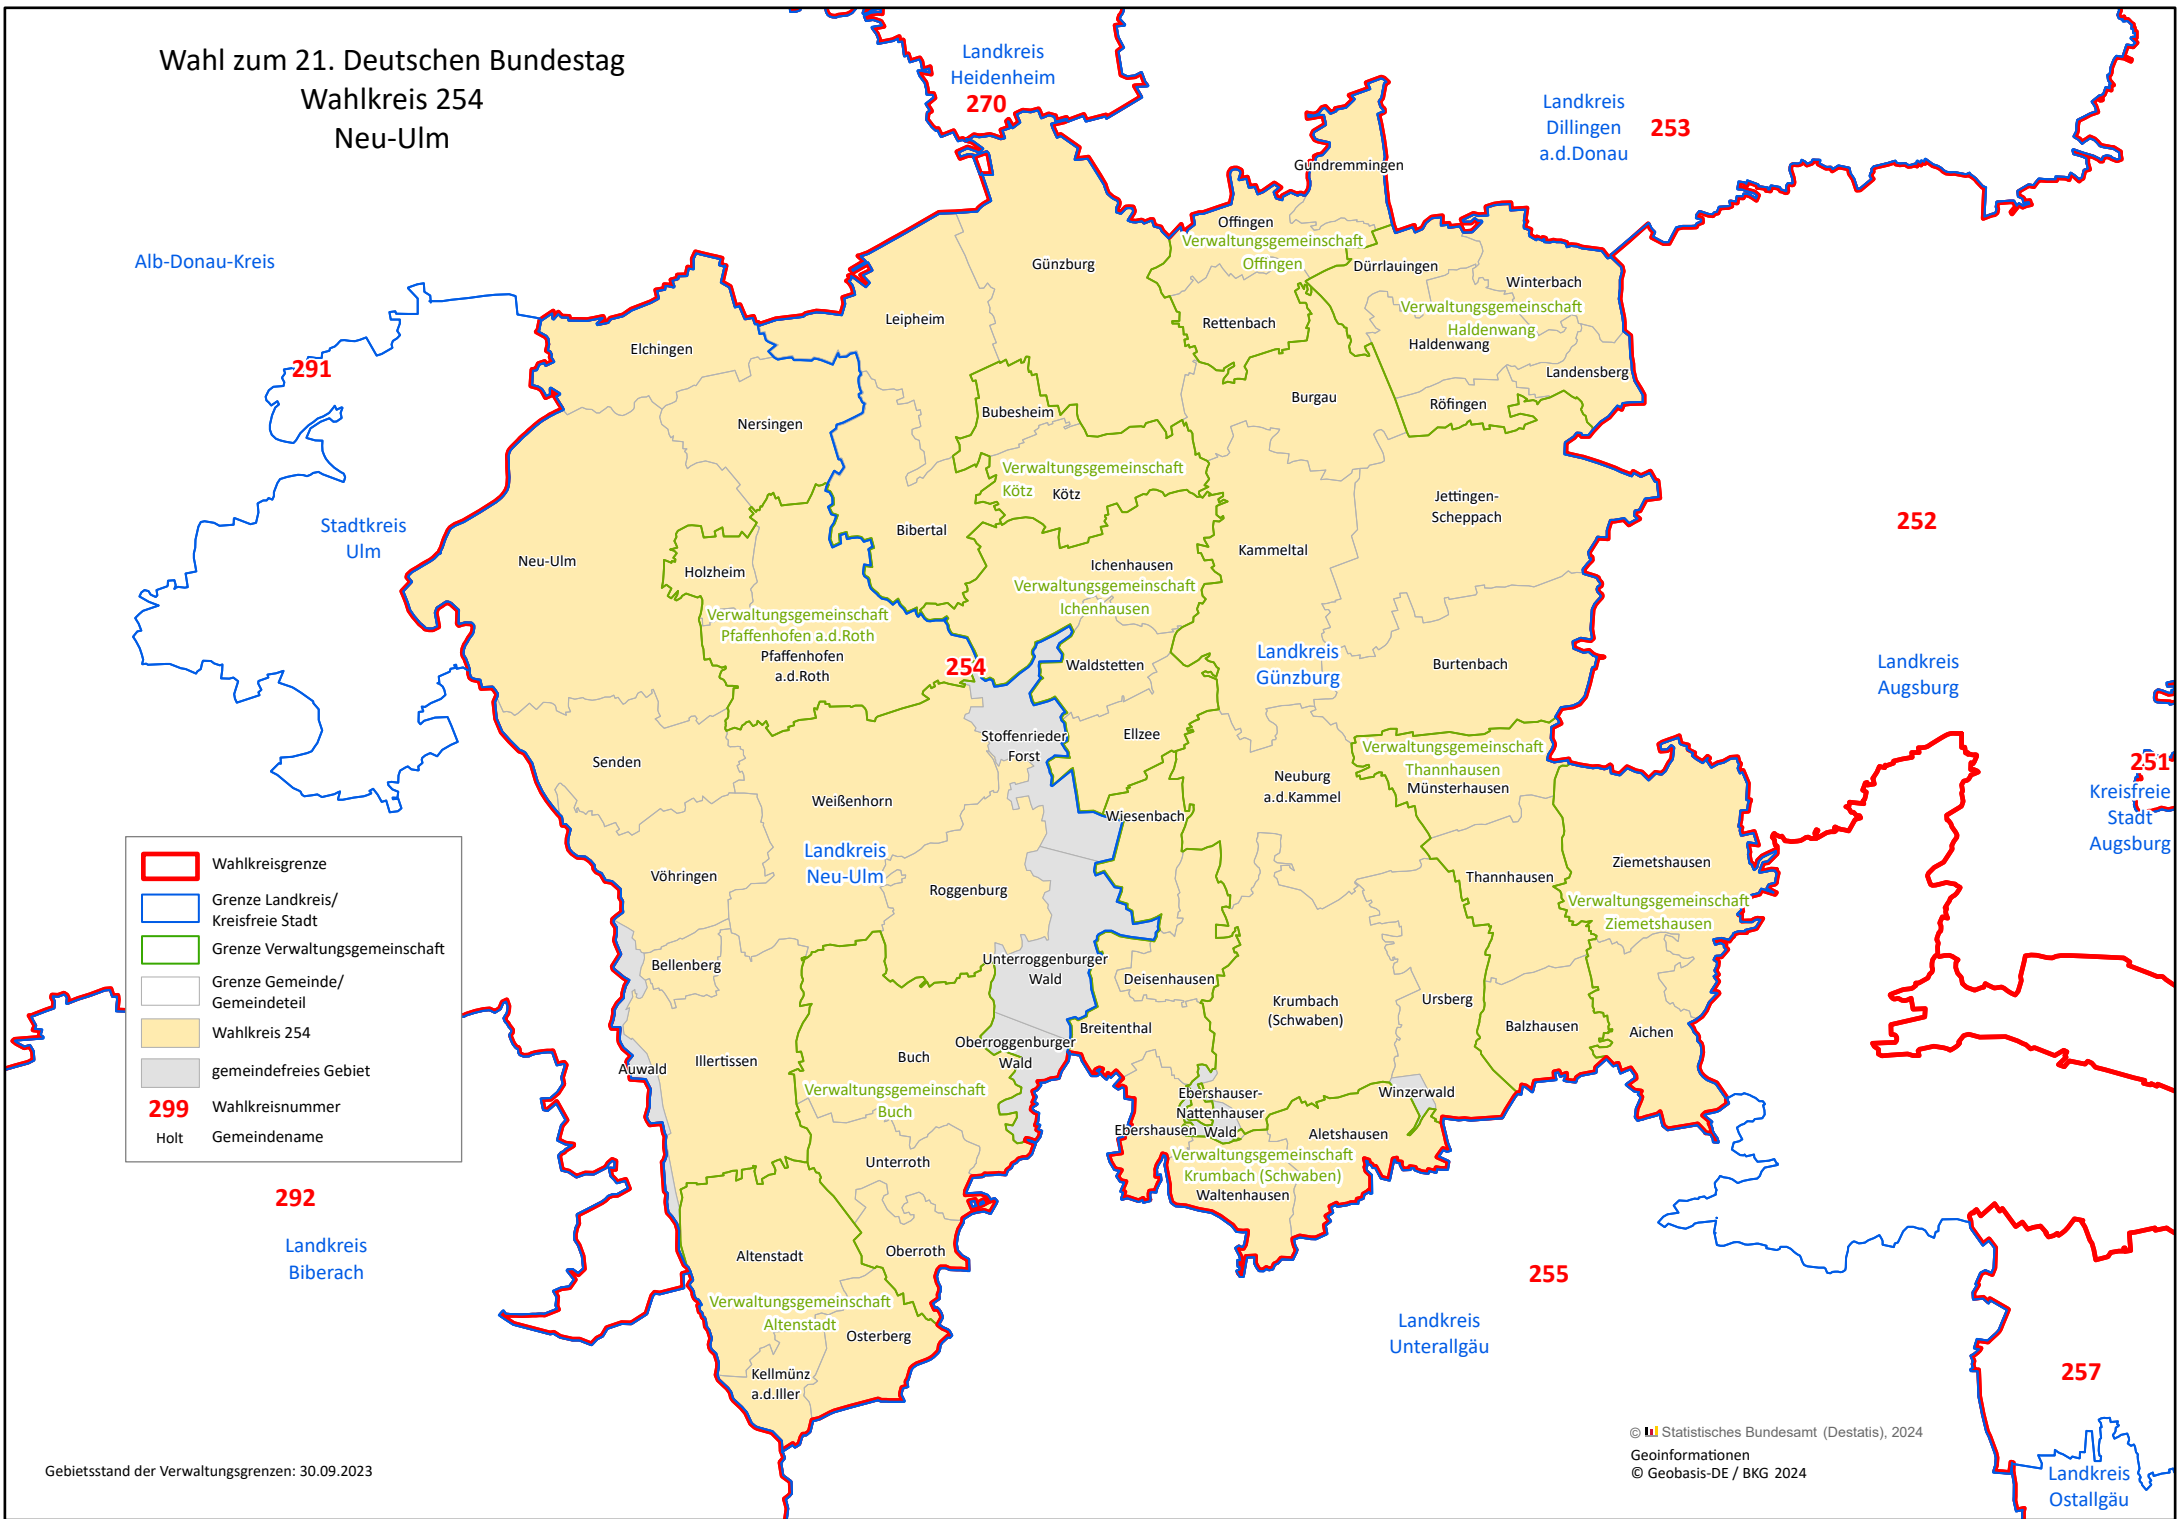 Wahl zum 21. Deutschen Bundestag
Wahlkreis 254
Neu-Ulm
Landkreis
Heidenheim
270
Landkreis
Dillingen
a.d.Donau
253
Alb-Donau-Kreis
291
Stadtkreis
Ulm
252
Landkreis
Augsburg
251
Kreisfreie
Stadt
Augsburg
Gundremmingen
Offingen
Verwaltungsgemeinschaft
Offingen
Günzburg
Dürrlauingen
Winterbach
Verwaltungsgemeinschaft
Haldenwang
Haldenwang
Leipheim
Rettenbach
Elchingen
Landensberg
Burgau
Röfingen
Bubesheim
Nersingen
Verwaltungsgemeinschaft
Kötz
Kötz
Jettingen-
Scheppach
Bibertal
Kammeltal
Neu-Ulm
Holzheim
Ichenhausen
Verwaltungsgemeinschaft
Ichenhausen
Verwaltungsgemeinschaft
Pfaffenhofen a.d.Roth
Pfaffenhofen
a.d.Roth
254
Waldstetten
Landkreis
Günzburg
Burtenbach
Stoffenrieder
Forst
Ellzee
Senden
Verwaltungsgemeinschaft
Thannhausen
Münsterhausen
Neuburg
a.d.Kammel
Weißenhorn
Wiesenbach
Landkreis
Neu-Ulm
Vöhringen
Roggenburg
Ziemetshausen
Thannhausen
Verwaltungsgemeinschaft
Ziemetshausen
Bellenberg
Unterroggenburger
Wald
Deisenhausen
Krumbach
(Schwaben)
Ursberg
Breitenthal
Balzhausen
Aichen
Oberroggenburger
Wald
Buch
Illertissen
Auwald
Verwaltungsgemeinschaft
Buch
Ebershauser-
Nattenhauser
Wald
Ebershausen
Winzerwald
Aletshausen
Verwaltungsgemeinschaft
Krumbach (Schwaben)
Waltenhausen
Unterroth
Altenstadt
Oberroth
Verwaltungsgemeinschaft
Altenstadt
Osterberg
Kellmünz
a.d.Iller
Wahlkreisgrenze
Grenze Landkreis/
Kreisfreie Stadt
Grenze Verwaltungsgemeinschaft
Grenze Gemeinde/
Gemeindeteil
Wahlkreis 254
gemeindefreies Gebiet
299 Wahlkreisnummer
Holt Gemeindename
292
Landkreis
Biberach
255
Landkreis
Unterallgäu
257
Landkreis
Ostallgäu
© Statistisches Bundesamt (Destatis), 2024
Geoinformationen
© Geobasis-DE / BKG 2024
Gebietsstand der Verwaltungsgrenzen: 30.09.2023